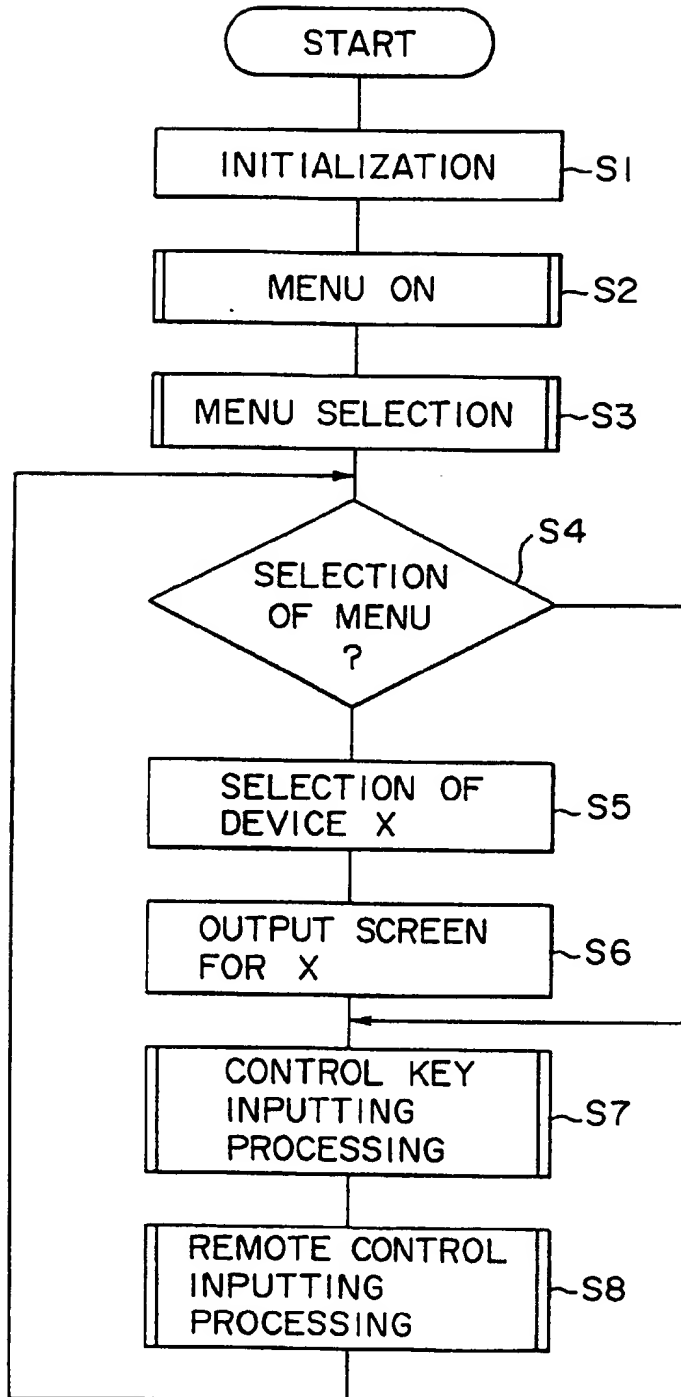 START
INITIALIZATION
S1
MENU ON
S2
MENU SELECTION
S3
S4
SELECTION
OF MENU
?
SELECTION OF
DEVICE X
S5
OUTPUT SCREEN
FOR X
S6
CONTROL KEY
INPUTTING
PROCESSING
S7
REMOTE CONTROL
INPUTTING
PROCESSING
S8